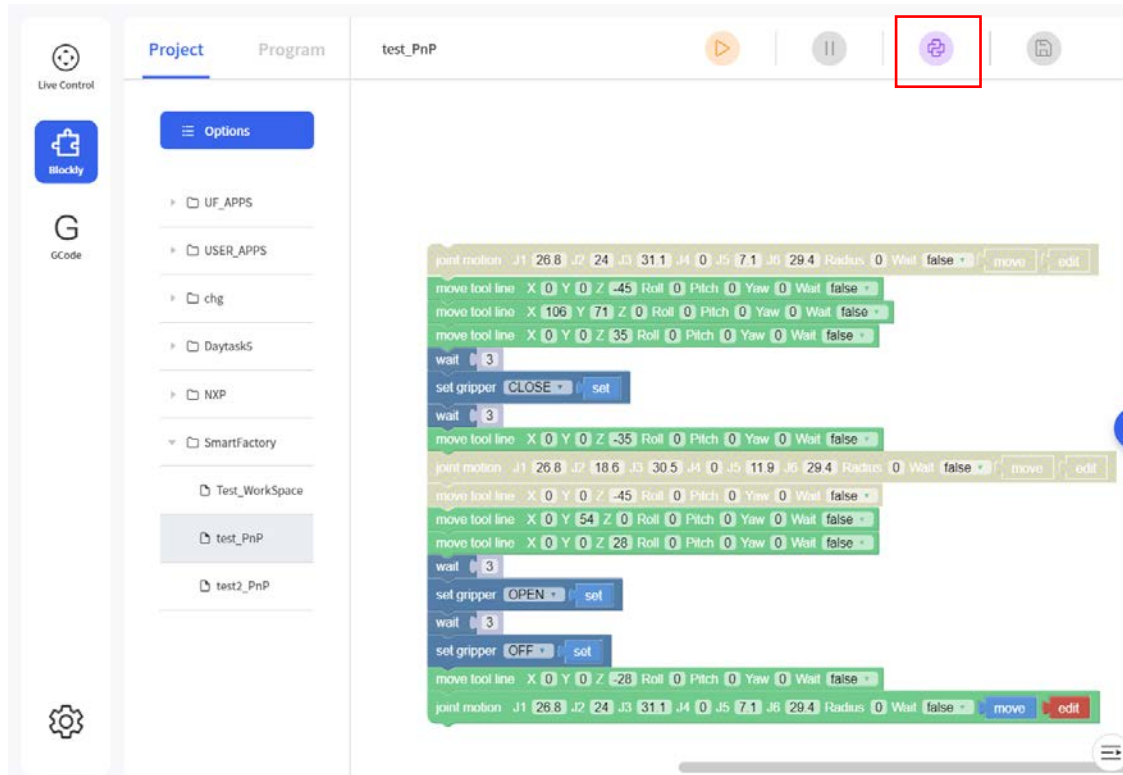 Project Program test_PnP
Live Control
Options
Blockly
UF_APPS
G
GCode
USER_APPS
chg
DaytaskS
NXP
SmartFactory
Test_WorkSpace
test_PnP
test2_PnP
joint motion J1 26.8 J2 24 J3 31.1 J4 0 J5 7.1 J6 29.4 Radius 0 Wait false move edit
move tool line X 0 Y 0 Z -45 Roll 0 Pitch 0 Yaw 0 Wait false
move tool line X 106 Y 71 Z 0 Roll 0 Pitch 0 Yaw 0 Wait false
move tool line X 0 Y 0 Z 35 Roll 0 Pitch 0 Yaw 0 Wait false
wait 3
set gripper CLOSE set
wait 3
move tool line X 0 Y 0 Z -35 Roll 0 Pitch 0 Yaw 0 Wait false
joint motion J1 26.8 J2 18.6 J3 30.5 J4 0 J5 11.9 J6 29.4 Radius 0 Wait false move edit
move tool line X 0 Y 0 Z -45 Roll 0 Pitch 0 Yaw 0 Wait false
move tool line X 0 Y 54 Z 0 Roll 0 Pitch 0 Yaw 0 Wait false
move tool line X 0 Y 0 Z 28 Roll 0 Pitch 0 Yaw 0 Wait false
wait 3
set gripper OPEN set
wait 3
set gripper OFF set
move tool line X 0 Y 0 Z -28 Roll 0 Pitch 0 Yaw 0 Wait false
joint motion J1 26.8 J2 24 J3 31.1 J4 0 J5 7.1 J6 29.4 Radius 0 Wait false move edit